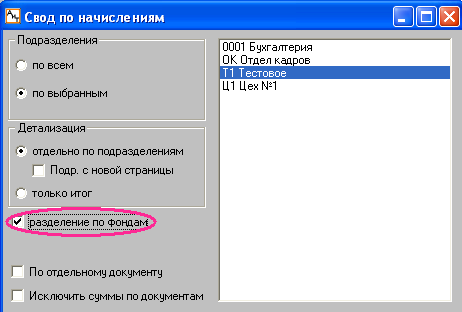 Свод по начислениям
Подразделения
по всем
по выбранным
Детализация
отдельно по подразделениям
Подр. с новой страницы
только итог
разделение по фондам
По отдельному документу
Исключить суммы по документам
0001 Бухгалтерия
ОК Отдел кадров
Т1 Тестовое
Ц1 Цех №1